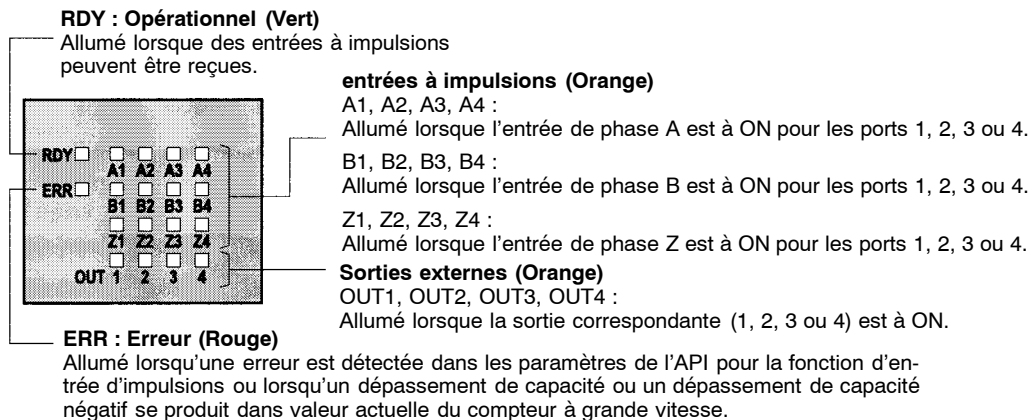 RDY : Opérationnel (Vert)
Allumé lorsque des entrées à impulsions
peuvent être reçues.
entrées à impulsions (Orange)
A1, A2, A3, A4 :
Allumé lorsque l'entrée de phase A est à ON pour les ports 1, 2, 3 ou 4.
B1, B2, B3, B4 :
Allumé lorsque l'entrée de phase B est à ON pour les ports 1, 2, 3 ou 4.
Z1, Z2, Z3, Z4 :
Allumé lorsque l'entrée de phase Z est à ON pour les ports 1, 2, 3 ou 4.
Sorties externes (Orange)
OUT1, OUT2, OUT3, OUT4 :
Allumé lorsque la sortie correspondante (1, 2, 3 ou 4) est à ON.
RDY
A1 A2 A3 A4
ERR
B1 B2 B3 B4
Z1 Z2 Z3 Z4
OUT 1 2 3 4
ERR : Erreur (Rouge)
Allumé lorsqu'une erreur est détectée dans les paramètres de l'API pour la fonction d'en-
trée d'impulsions ou lorsqu'un dépassement de capacité ou un dépassement de capacité
négatif se produit dans valeur actuelle du compteur à grande vitesse.